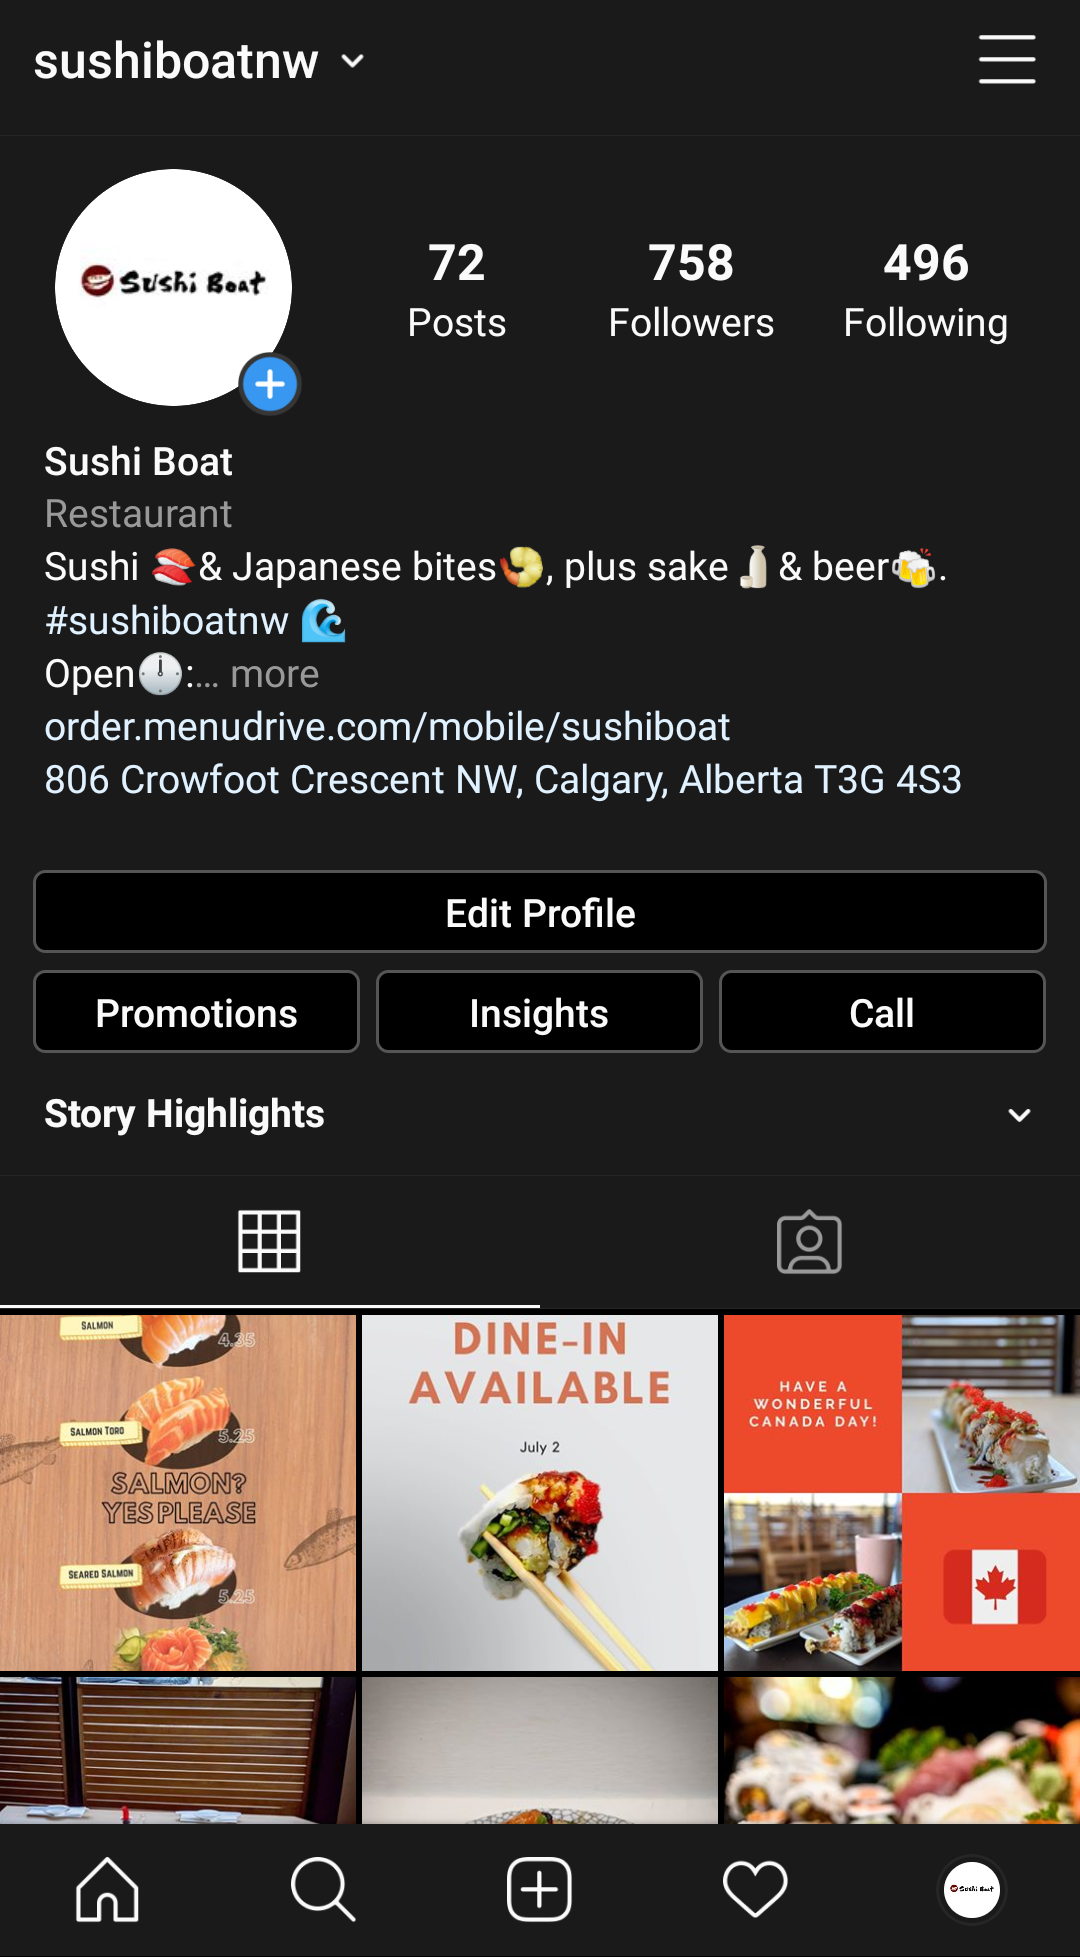 sushiboatnw
Sushi Boat
72
Posts
758
Followers
496
Following
Sushi Boat
Restaurant
Sushi 🍣& Japanese bites🍤, plus sake🍶& beer🍻.
#sushiboatnw 🌊
Open🕛:... more
order.menudrive.com/mobile/sushiboat
806 Crowfoot Crescent NW, Calgary, Alberta T3G 4S3
Edit Profile
Promotions
Insights
Call
Story Highlights
SALMON
4.35
SALMON TORO
5.25
SALMON?
YES PLEASE
SEARED SALMON
5.25
DINE-IN
AVAILABLE
July 2
HAVE A
WONDERFUL
CANADA DAY!
Sushi Boat